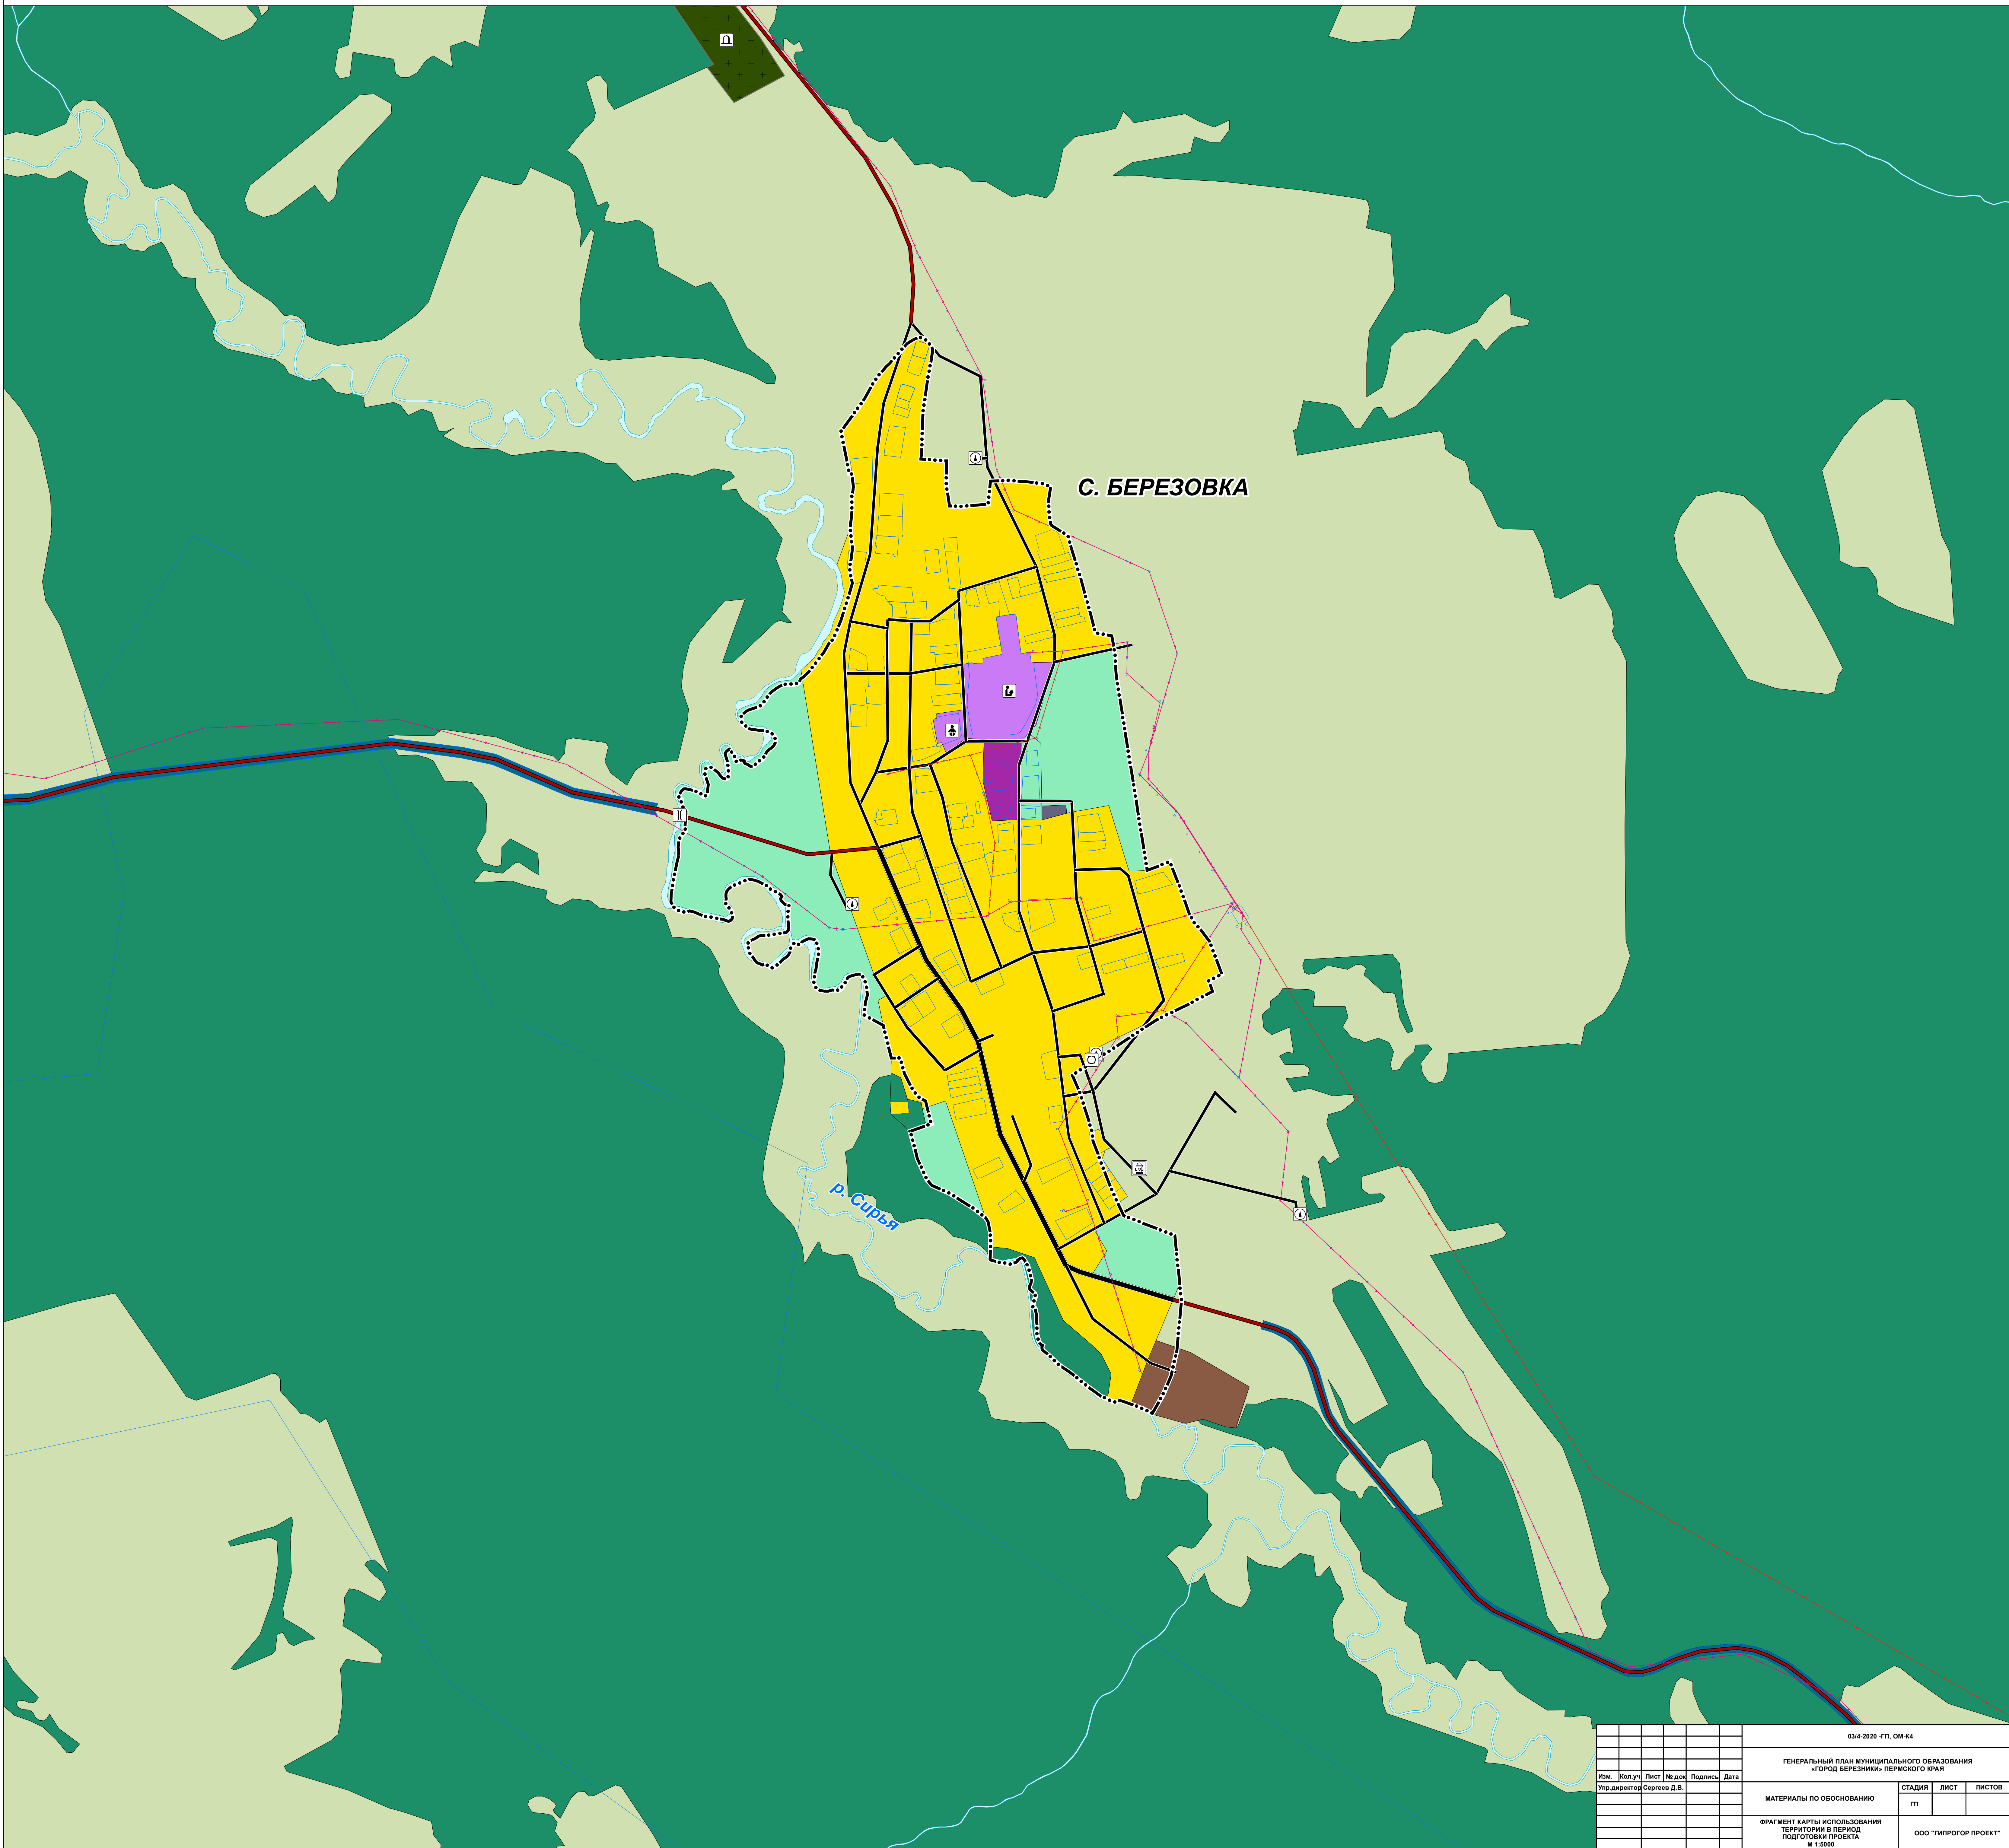 С. БЕРЕЗОВКА
р. Сирья
03/4-2020 -ГП, ОМ-К4
ГЕНЕРАЛЬНЫЙ ПЛАН МУНИЦИПАЛЬНОГО ОБРАЗОВАНИЯ
«ГОРОД БЕРЕЗНИКИ» ПЕРМСКОГО КРАЯ
Изм. Кол.уч Лист № док Подпись Дата
Упр.директор Сергеев Д.В.
МАТЕРИАЛЫ ПО ОБОСНОВАНИЮ
СТАДИЯ ЛИСТ ЛИСТОВ
ГП
ФРАГМЕНТ КАРТЫ ИСПОЛЬЗОВАНИЯ
ТЕРРИТОРИИ В ПЕРИОД
ПОДГОТОВКИ ПРОЕКТА
М 1:5000
ООО "ГИПРОГОР ПРОЕКТ"